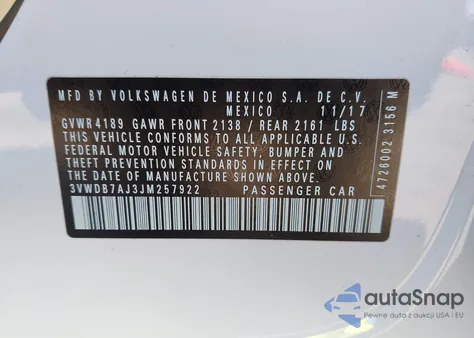 MFD BY VOLKSWAGEN DE MEXICO S.A. DE C.V.
MEXICO 11/17
GVWR 4189 GAWR FRONT 2138 / REAR 2161 LBS
THIS VEHICLE CONFORMS TO ALL APPLICABLE U.S.
FEDERAL MOTOR VEHICLE SAFETY, BUMPER AND
THEFT PREVENTION STANDARDS IN EFFECT ON
THE DATE OF MANUFACTURE SHOWN ABOVE
3VWDB7AJ3JM257922 PASSENGER CAR
4726002 3156 M
autoSnap
Pewne auta z aukcji USA i EU